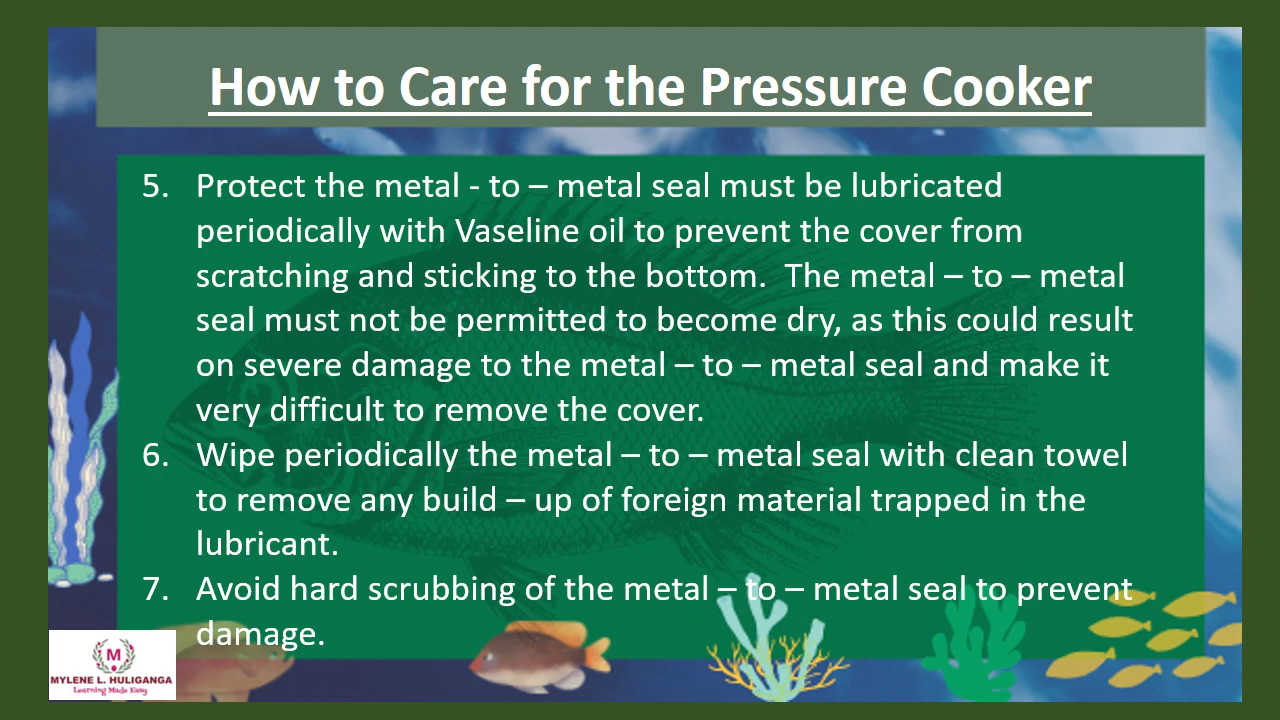 How to Care for the Pressure Cooker
5. Protect the metal - to – metal seal must be lubricated
periodically with Vaseline oil to prevent the cover from
scratching and sticking to the bottom. The metal – to – metal
seal must not be permitted to become dry, as this could result
on severe damage to the metal – to – metal seal and make it
very difficult to remove the cover.
6. Wipe periodically the metal – to – metal seal with clean towel
to remove any build – up of foreign material trapped in the
lubricant.
7. Avoid hard scrubbing of the metal – to – metal seal to prevent
damage.
M
MYLENE L. HULIGANGA
Learning Made Easy